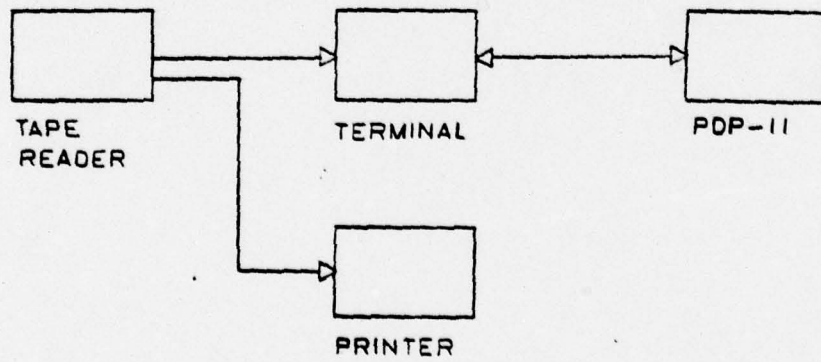 TAPE
READER
TERMINAL
PDP-11
PRINTER